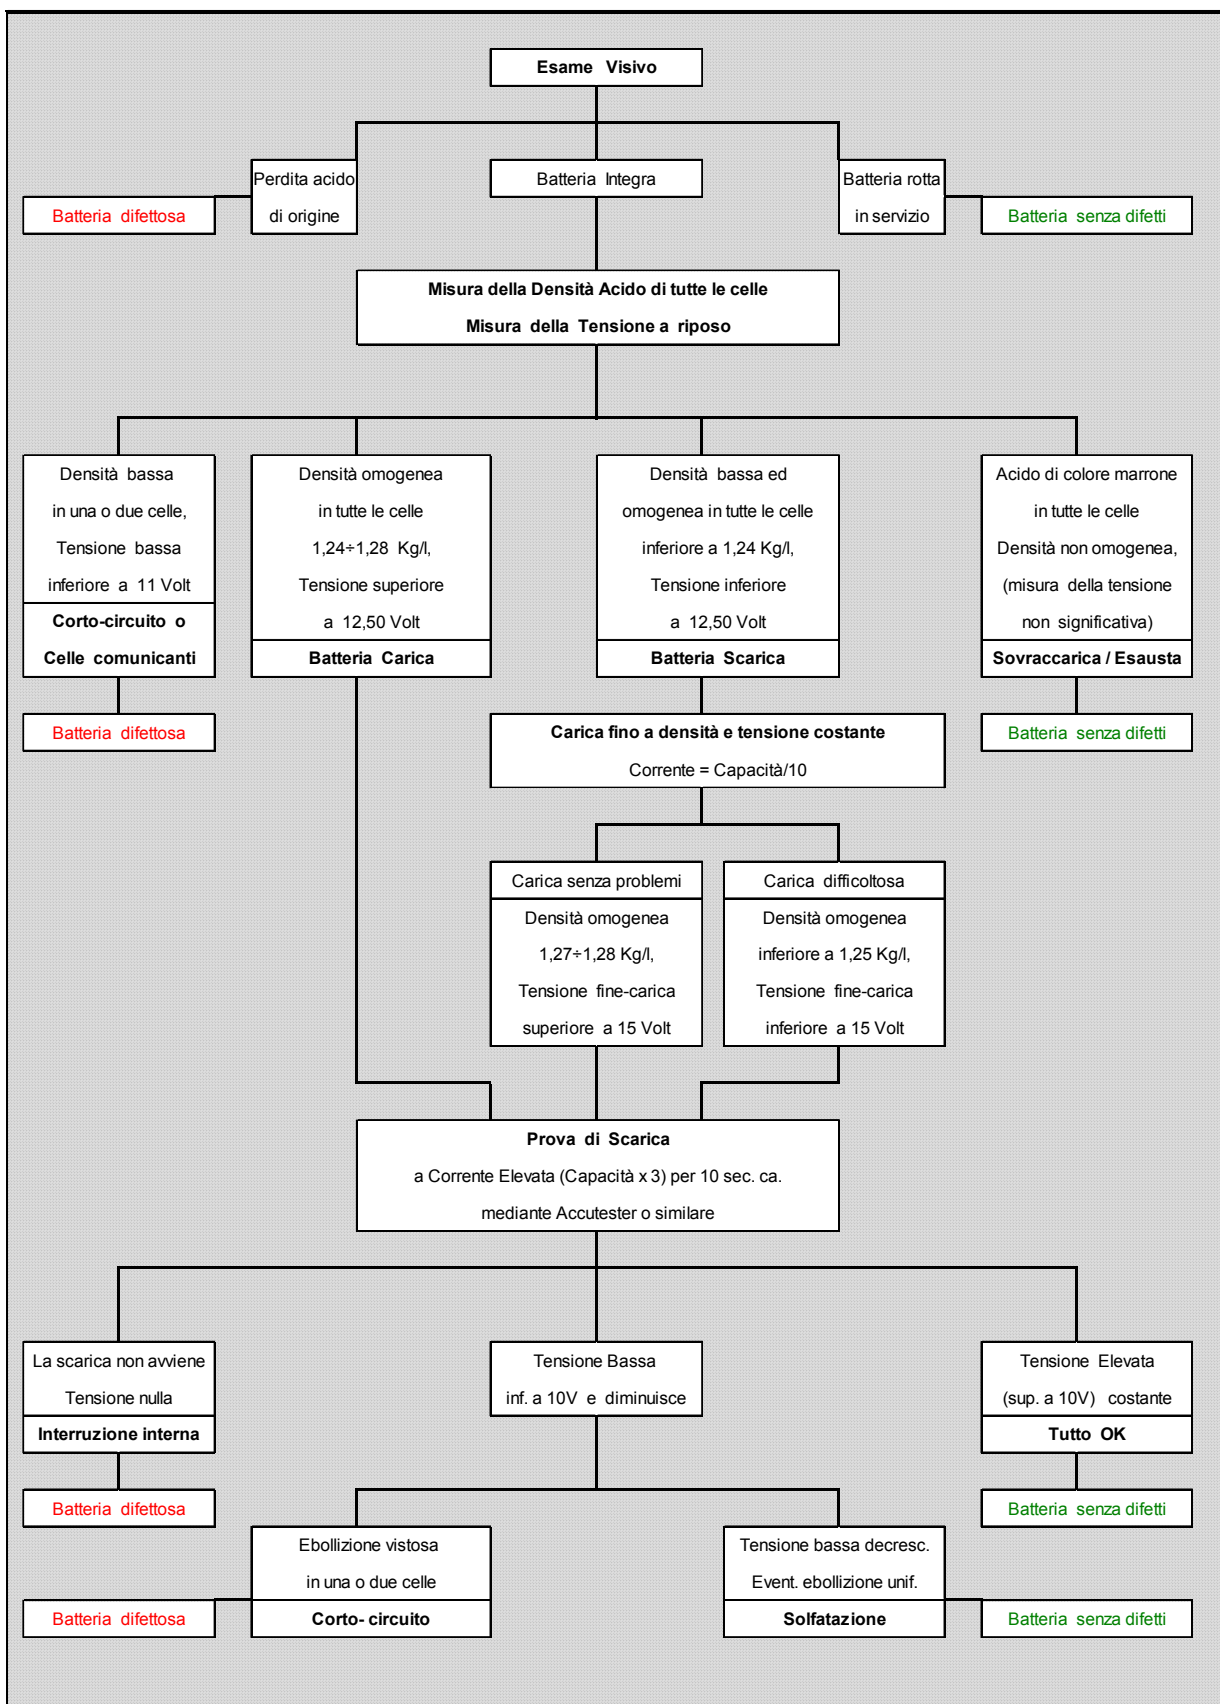 Esame Visivo
Perdita acido
di origine
Batteria difettosa
Batteria Integra
Batteria rotta
in servizio
Batteria senza difetti
Misura della Densità Acido di tutte le celle
Misura della Tensione a riposo
Densità bassa
in una o due celle,
Tensione bassa
inferiore a 11 Volt
Corto-circuito o
Celle comunicanti
Batteria difettosa
Densità omogenea
in tutte le celle
1,24÷1,28 Kg/l,
Tensione superiore
a 12,50 Volt
Batteria Carica
Densità bassa ed
omogenea in tutte le celle
inferiore a 1,24 Kg/l,
Tensione inferiore
a 12,50 Volt
Batteria Scarica
Acido di colore marrone
in tutte le celle
Densità non omogenea,
(misura della tensione
non significativa)
Sovraccarica / Esausta
Batteria senza difetti
Carica fino a densità e tensione costante
Corrente = Capacità/10
Carica senza problemi
Densità omogenea
1,27÷1,28 Kg/l,
Tensione fine-carica
superiore a 15 Volt
Carica difficoltosa
Densità omogenea
inferiore a 1,25 Kg/l,
Tensione fine-carica
inferiore a 15 Volt
Prova di Scarica
a Corrente Elevata (Capacità x 3) per 10 sec. ca.
mediante Accutester o similare
La scarica non avviene
Tensione nulla
Interruzione interna
Batteria difettosa
Tensione Bassa
inf. a 10V e diminuisce
Tensione Elevata
(sup. a 10V) costante
Tutto OK
Batteria senza difetti
Ebollizione vistosa
in una o due celle
Corto- circuito
Batteria difettosa
Tensione bassa decresc.
Event. ebollizione unif.
Solfatazione
Batteria senza difetti